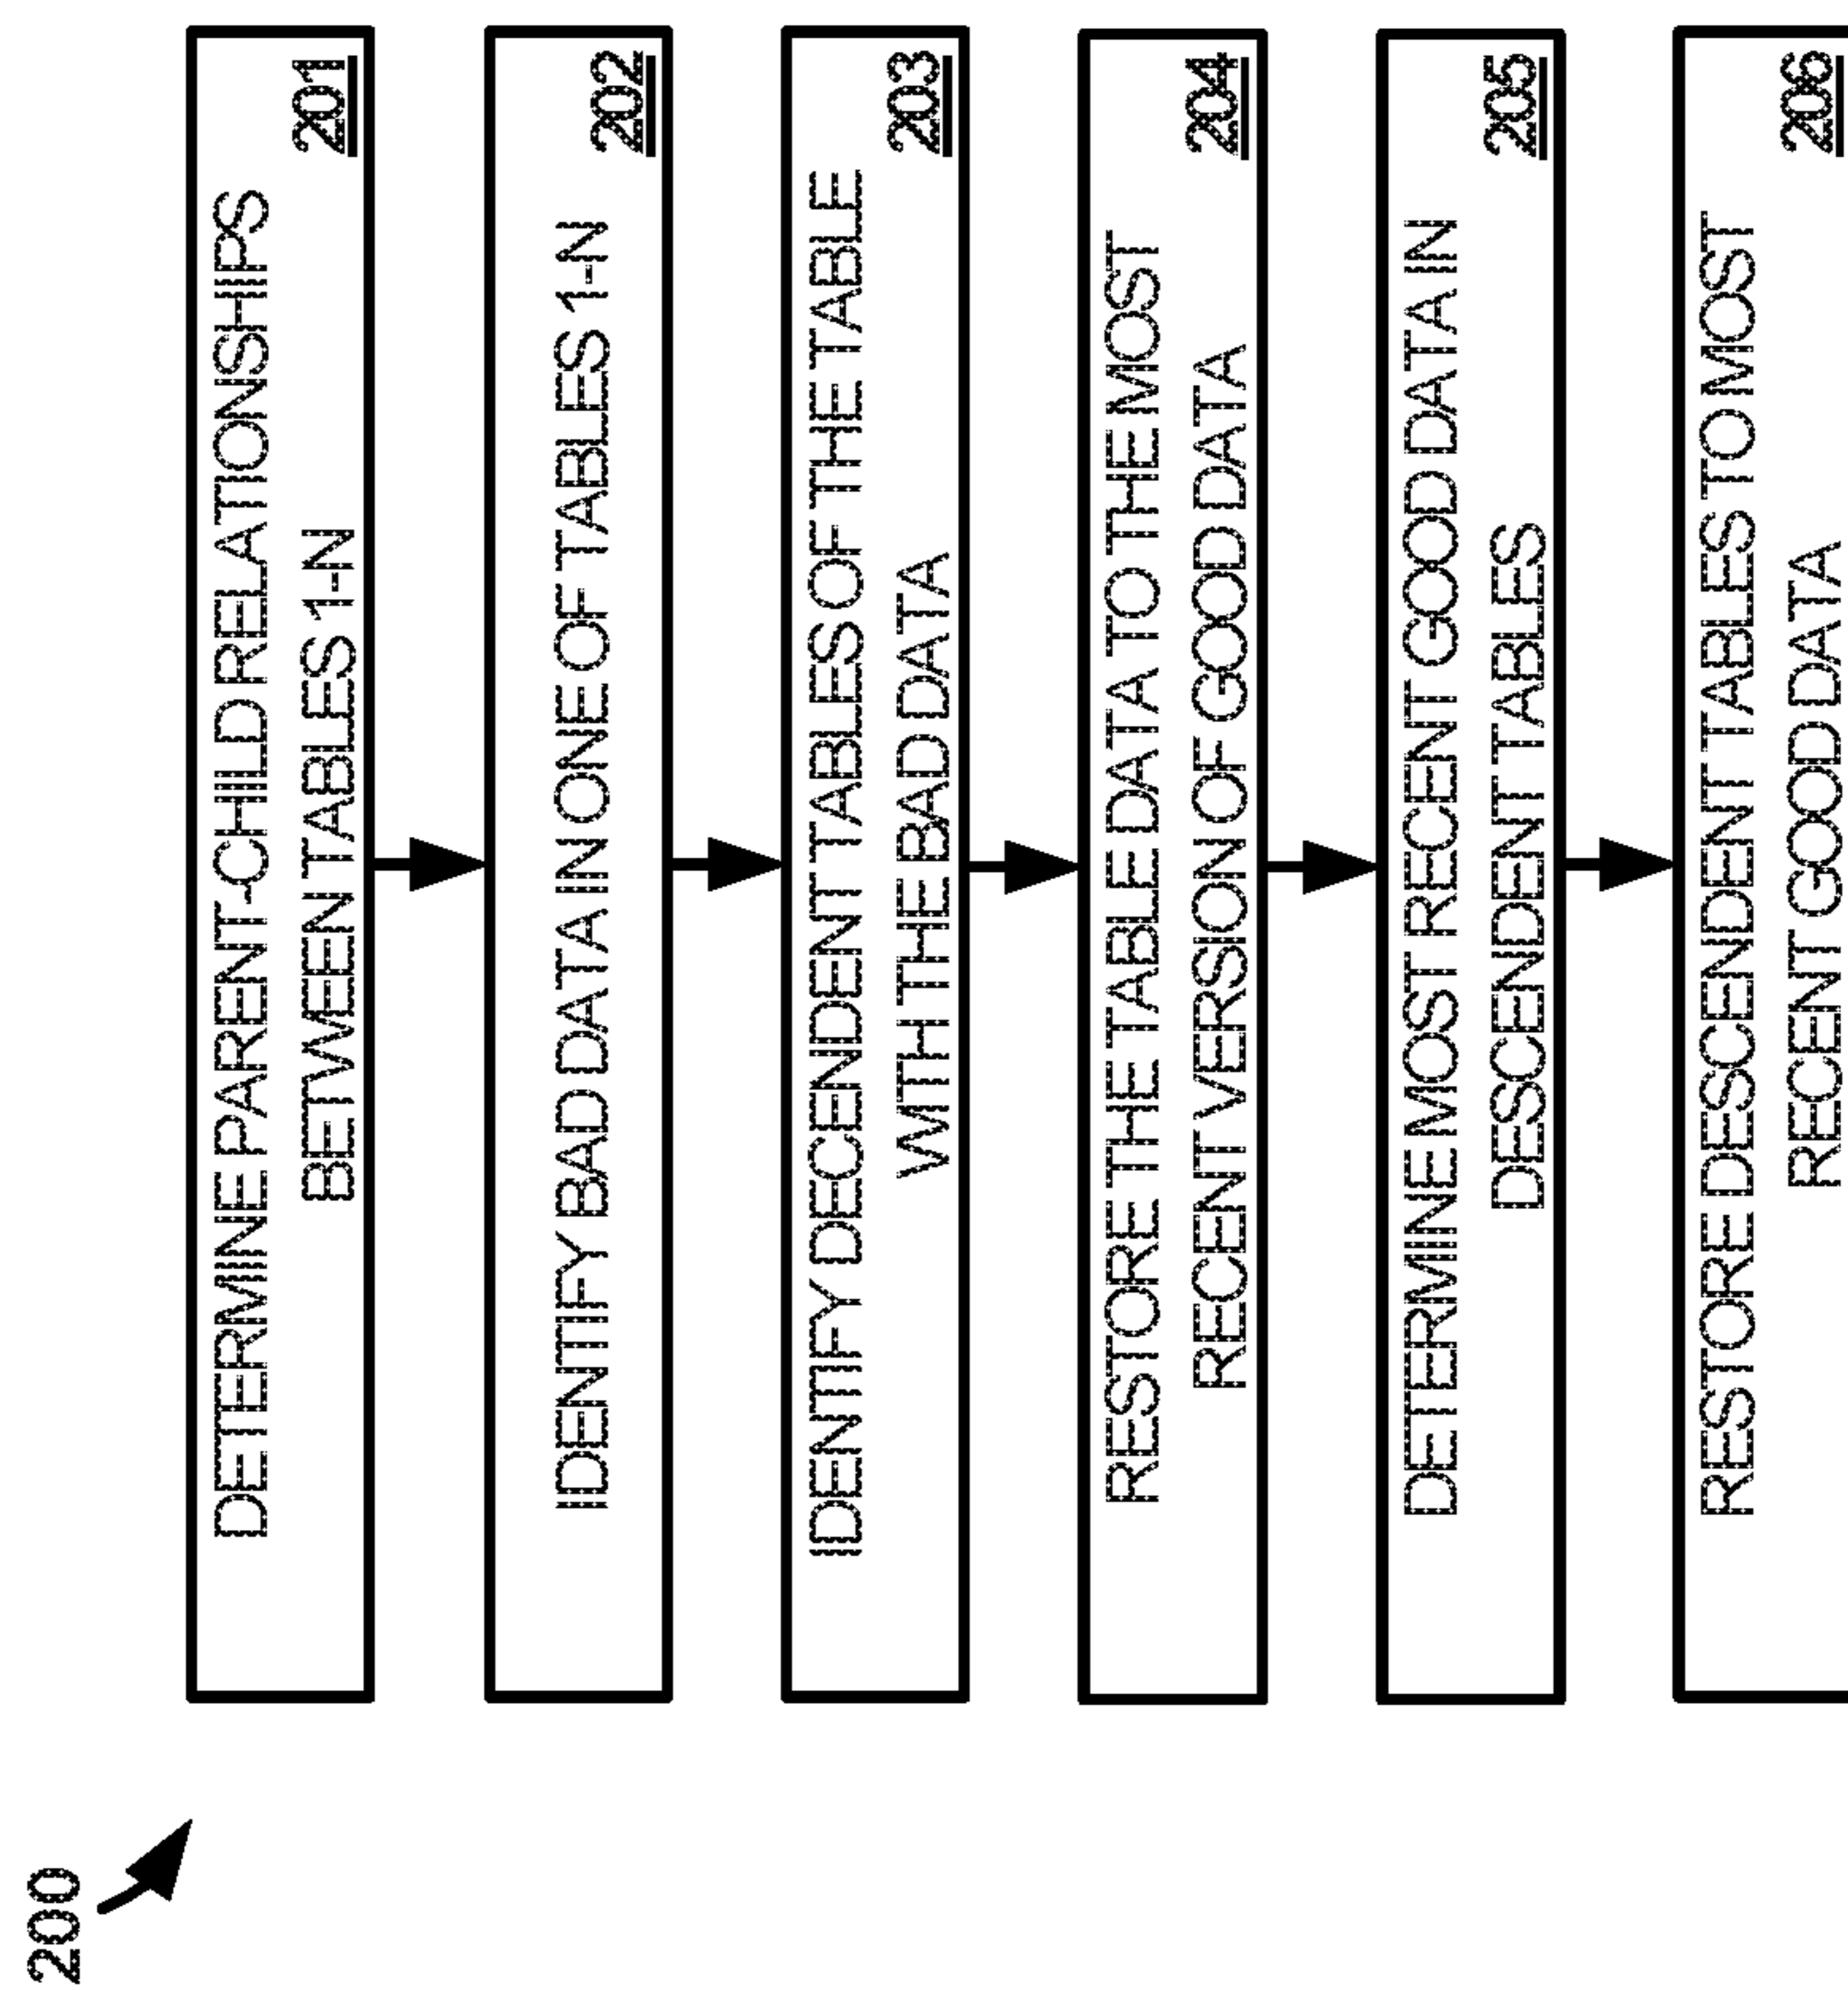 200
DETERMINE PARENT-CHILD RELATIONSHIPS
BETWEEN TABLES 1-N
201
IDENTIFY BAD DATA IN ONE OF TABLES 1-N
202
IDENTIFY DECENDENT TABLES OF THE TABLE
WITH THE BAD DATA
203
RESTORE THE TABLE DATA TO THE MOST
RECENT VERSION OF GOOD DATA
204
DETERMINE MOST RECENT GOOD DATA IN
DESCENDENT TABLES
205
RESTORE DESCENDENT TABLES TO MOST
RECENT GOOD DATA
206